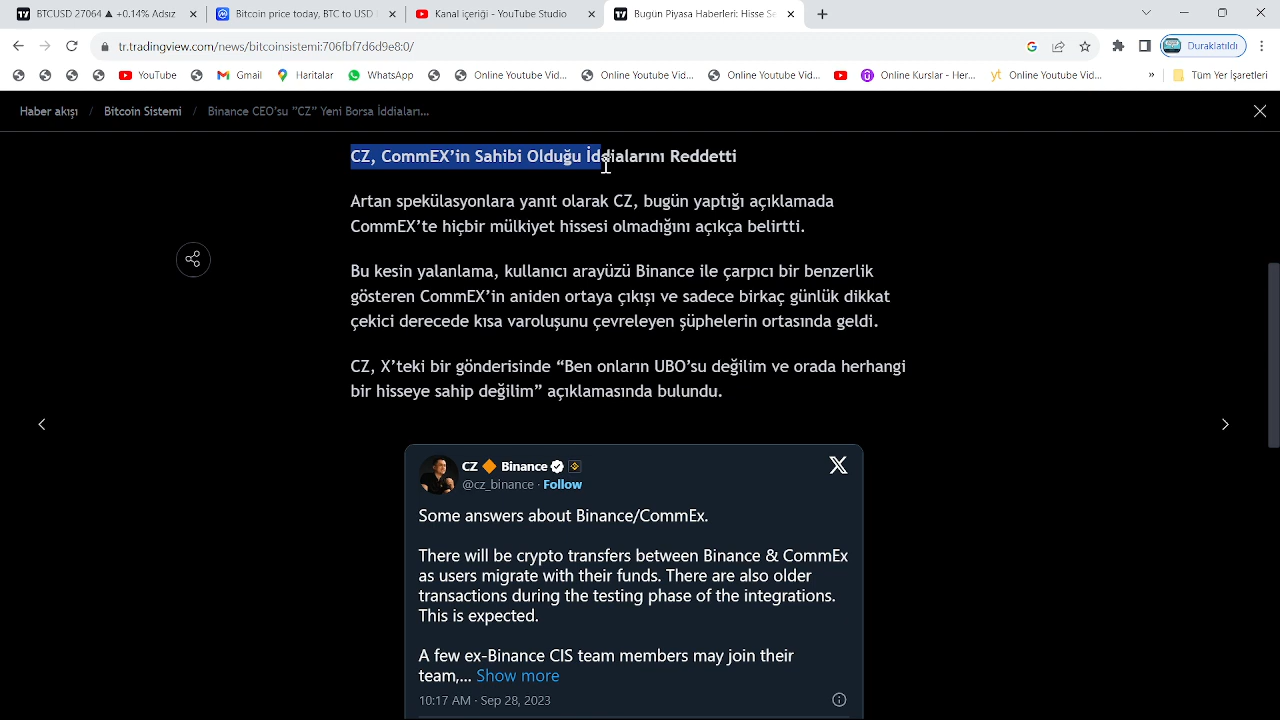 BTCUSD 27064 ▲ +0.14% Adsız
Bitcoin price today, BTC to USD
Kanal içeriği - YouTube Studio
Bugün Piyasa Haberleri: Hisse Se
tr.tradingview.com/news/bitcoinsistemi:706fbf7d6d9e8:0/
Duraklatıldı
YouTube
Gmail
Haritalar
WhatsApp
Online Youtube Vid...
Online Youtube Vid...
Online Youtube Vid...
Online Kurslar - Her...
yt Online Youtube Vid...
»
Tüm Yer İşaretleri
Haber akışı / Bitcoin Sistemi / Binance CEO'su ”CZ” Yeni Borsa İddiaları...
CZ, CommEX’in Sahibi Olduğu İddialarını Reddetti
Artan spekülasyonlara yanıt olarak CZ, bugün yaptığı açıklamada
CommEX’te hiçbir mülkiyet hissesi olmadığını açıkça belirtti.
Bu kesin yalanlama, kullanıcı arayüzü Binance ile çarpıcı bir benzerlik
gösteren CommEX’in aniden ortaya çıkışı ve sadece birkaç günlük dikkat
çekici derecede kısa varoluşunu çevreleyen şüphelerin ortasında geldi.
CZ, X’teki bir gönderisinde “Ben onların UBO’su değilim ve orada herhangi
bir hisseye sahip değilim” açıklamasında bulundu.
CZ 🔶 Binance
@cz_binance · Follow
Some answers about Binance/CommEx.
There will be crypto transfers between Binance & CommEx
as users migrate with their funds. There are also older
transactions during the testing phase of the integrations.
This is expected.
A few ex-Binance CIS team members may join their
team,... Show more
10:17 AM · Sep 28, 2023